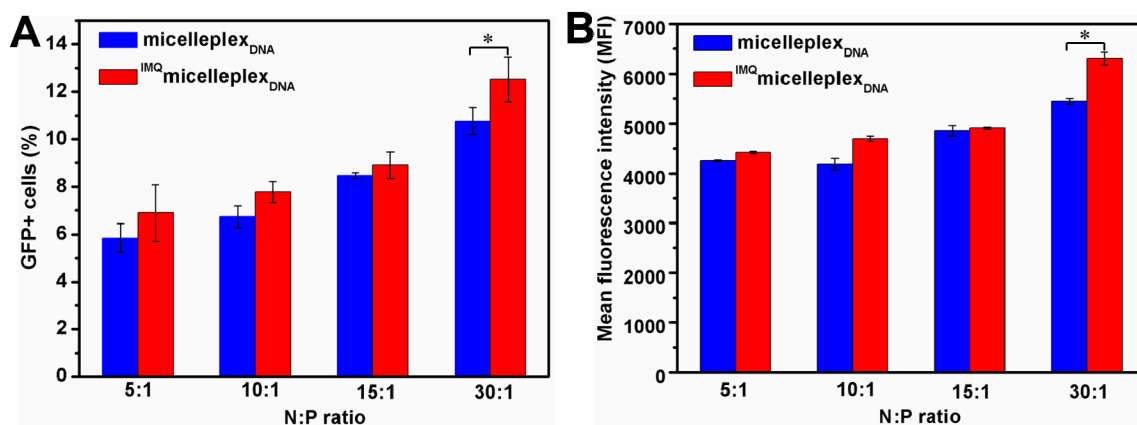 A
GFP+ cells (%)
14
12
10
8
6
4
2
0
micelleplexDNA
IMQmicelleplexDNA
*
5:1
10:1
15:1
30:1
N:P ratio
B
Mean fluorescence intensity (MFI)
7000
6000
5000
4000
3000
2000
1000
0
micelleplexDNA
IMQmicelleplexDNA
*
5:1
10:1
15:1
30:1
N:P ratio